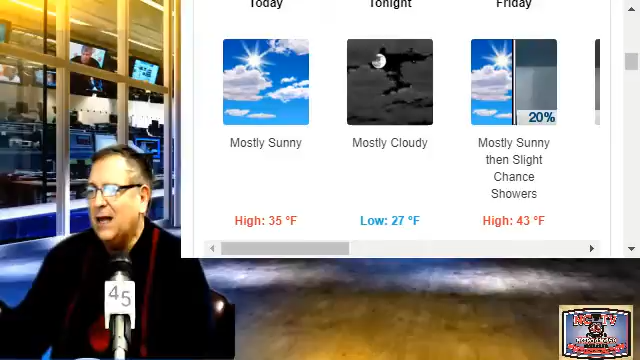 Today
Tonight
Friday
20%
Mostly Sunny
Mostly Cloudy
Mostly Sunny
then Slight
Chance
Showers
High: 35 °F
Low: 27 °F
High: 43 °F
45